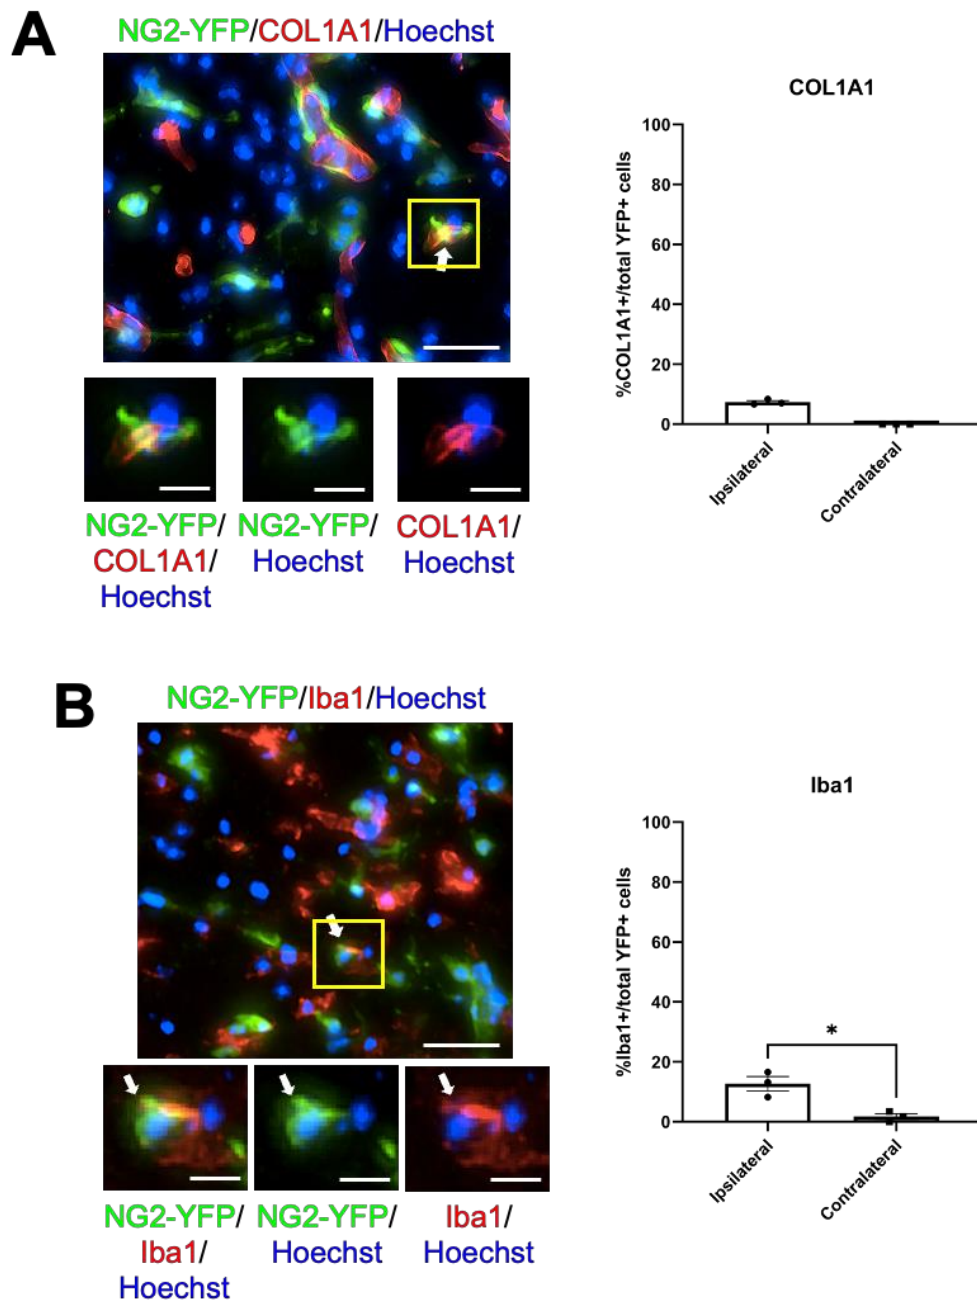 A
NG2-YFP/COL1A1/Hoechst
NG2-YFP/
COL1A1/
Hoechst
NG2-YFP/
Hoechst
COL1A1/
Hoechst
COL1A1
%COL1A1+/total YFP+ cells
100
80
60
40
20
0
Ipsilateral
Contralateral
B
NG2-YFP/Iba1/Hoechst
NG2-YFP/
Iba1/
Hoechst
NG2-YFP/
Hoechst
Iba1/
Hoechst
Iba1
%Iba1+/total YFP+ cells
100
80
60
40
20
0
*
Ipsilateral
Contralateral